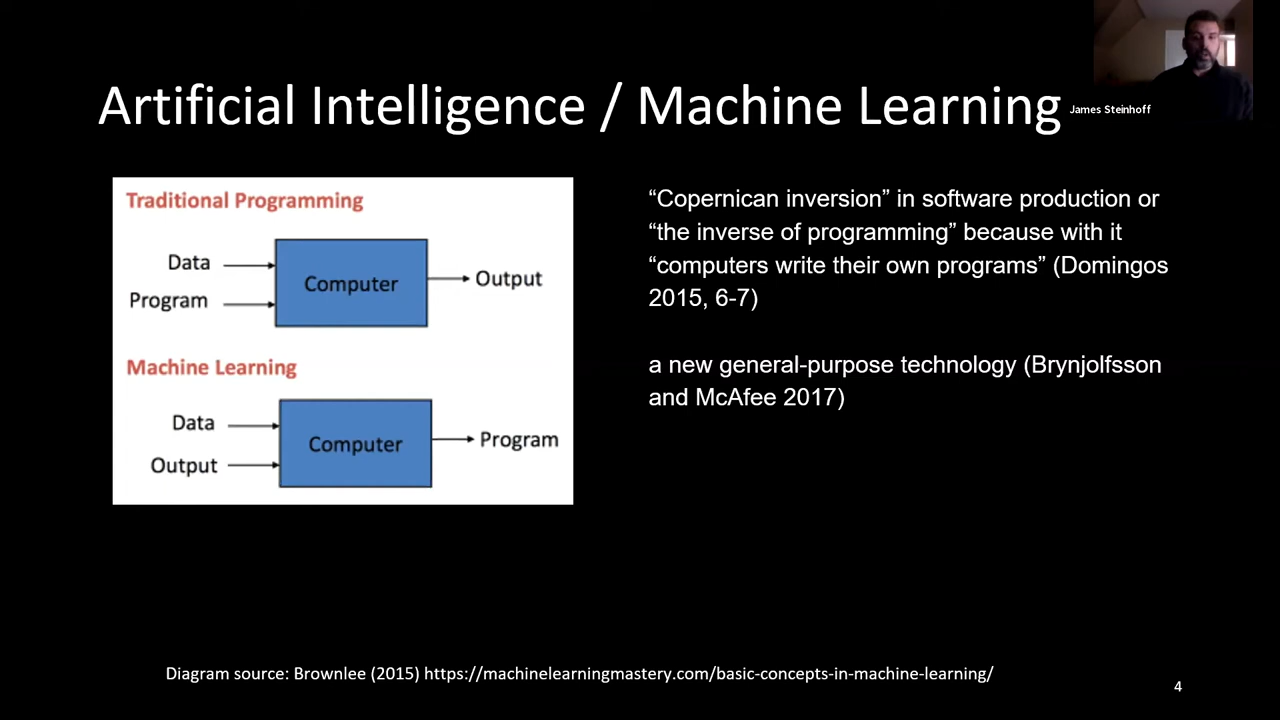 Artificial Intelligence / Machine Learning
James Steinhoff
Traditional Programming
Data
Program
Computer
Output
Machine Learning
Data
Output
Computer
Program
“Copernican inversion” in software production or
“the inverse of programming” because with it
“computers write their own programs” (Domingos
2015, 6-7)
a new general-purpose technology (Brynjolfsson
and McAfee 2017)
Diagram source: Brownlee (2015) https://machinelearningmastery.com/basic-concepts-in-machine-learning/
4